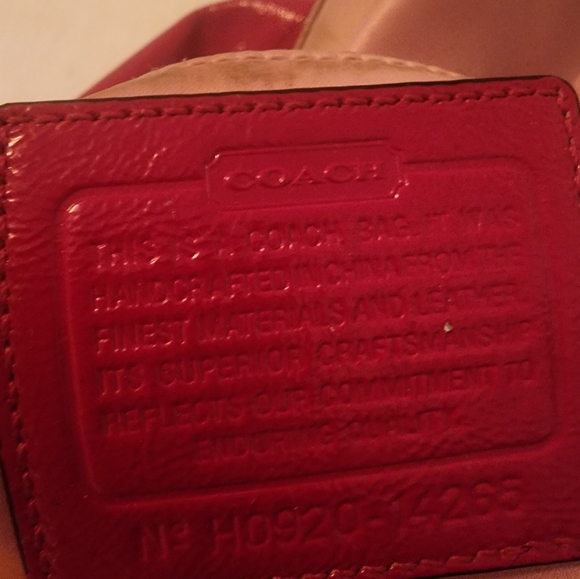 COACH
THIS IS A COACH BAG. IT WAS
HANDCRAFTED IN CHINA FROM THE
FINEST MATERIALS AND LEATHER.
ITS SUPERIOR CRAFTSMANSHIP
REFLECTS OUR COMMITMENT TO
ENDURING QUALITY.
Nº H0920-14265